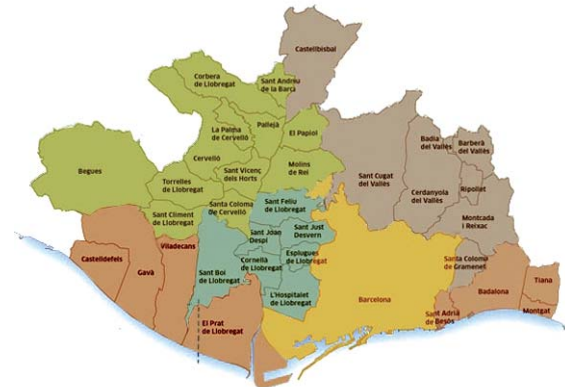 Castellbisbal
Corbera
de Llobregat
Sant Andreu
de la Barca
La Palma
de Cervelló
Pallejà
El Papiol
Badia
del Vallès
Barberà
del Vallès
Cervelló
Sant Vicenç
dels Horts
Molins
de Rei
Begues
Torrelles
de Llobregat
Sant Cugat
del Vallès
Cerdanyola
del Vallès
Ripollet
Sant Climent
de Llobregat
Santa Coloma
de Cervelló
Sant Feliu
de Llobregat
Montcada
i Reixac
Sant Joan
Despí
Sant Just
Desvern
Castelldefels
Gavà
Viladecans
Sant Boi
de Llobregat
Cornellà
de Llobregat
Esplugues
de Llobregat
Santa Coloma
de Gramenet
L'Hospitalet
de Llobregat
Barcelona
Badalona
Tiana
Montgat
El Prat
de Llobregat
Sant Adrià
de Besòs